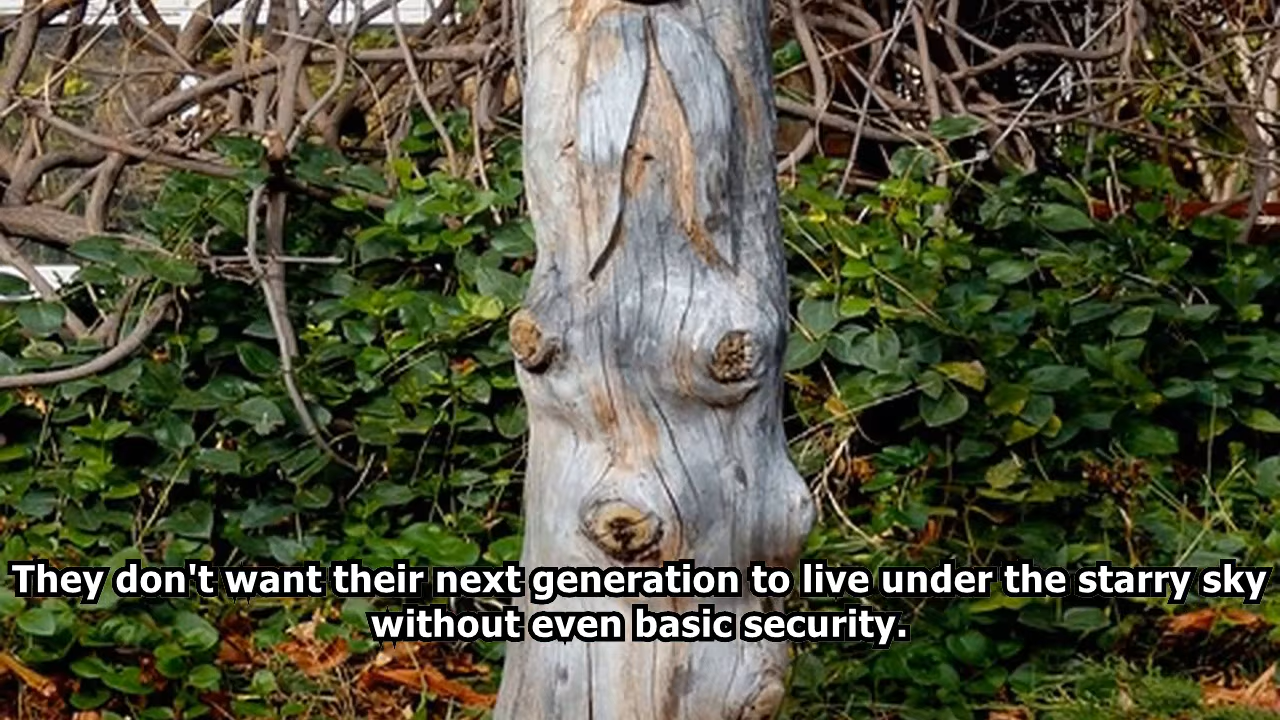 They don't want their next generation to live under the starry sky
without even basic security.